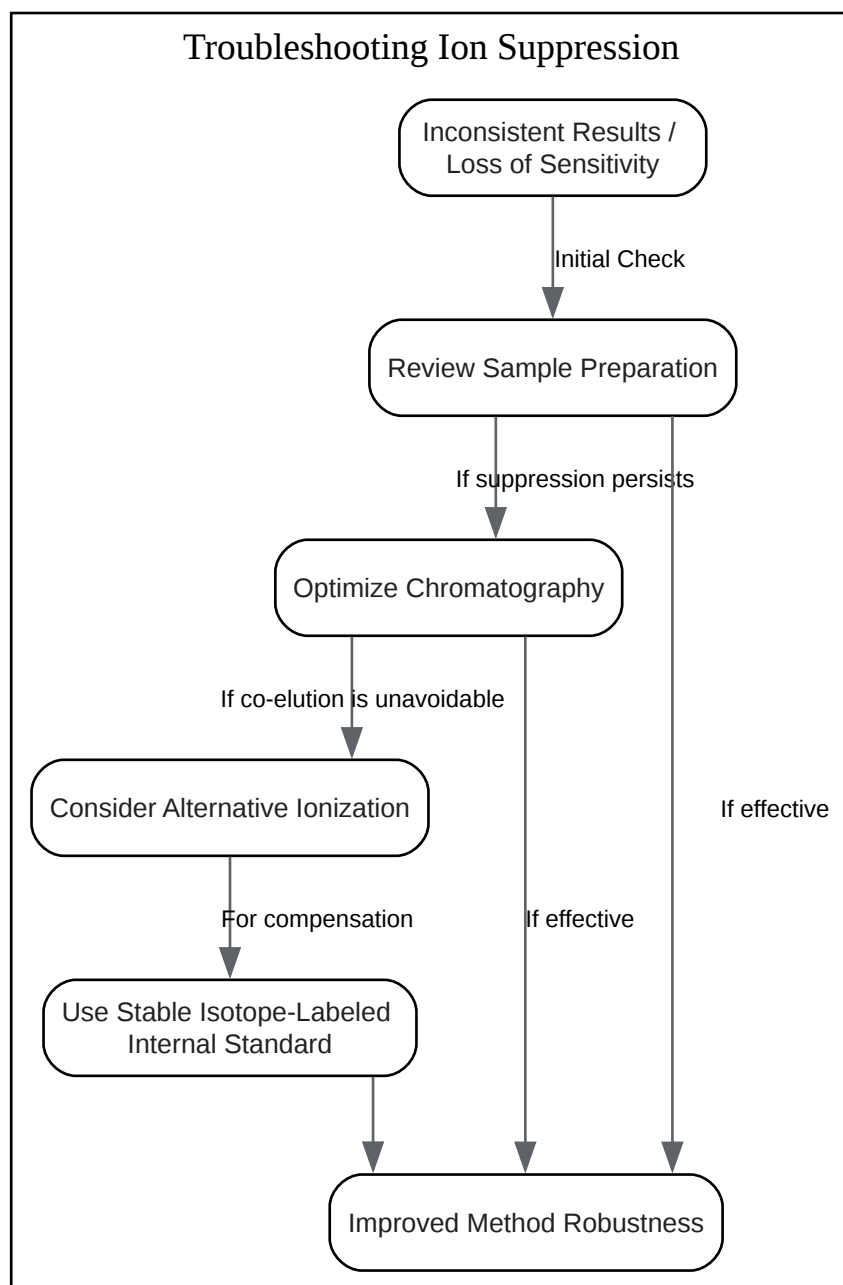 Troubleshooting Ion Suppression
Inconsistent Results /
Loss of Sensitivity
Initial Check
Review Sample Preparation
If suppression persists
Optimize Chromatography
If co-elution is unavoidable
Consider Alternative Ionization
If effective
For compensation
If effective
Use Stable Isotope-Labeled
Internal Standard
Improved Method Robustness